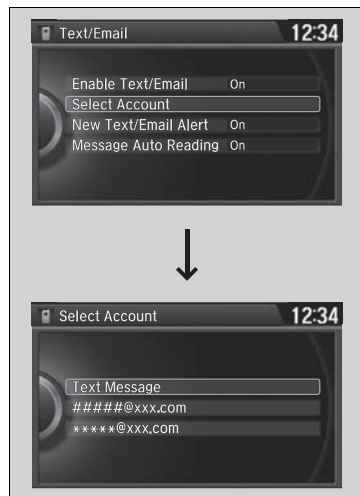 Text/Email 12:34
Enable Text/Email On
Select Account
New Text/Email Alert On
Message Auto Reading On
Select Account 12:34
Text Message
#####@xxx.com
*****@xxx.com